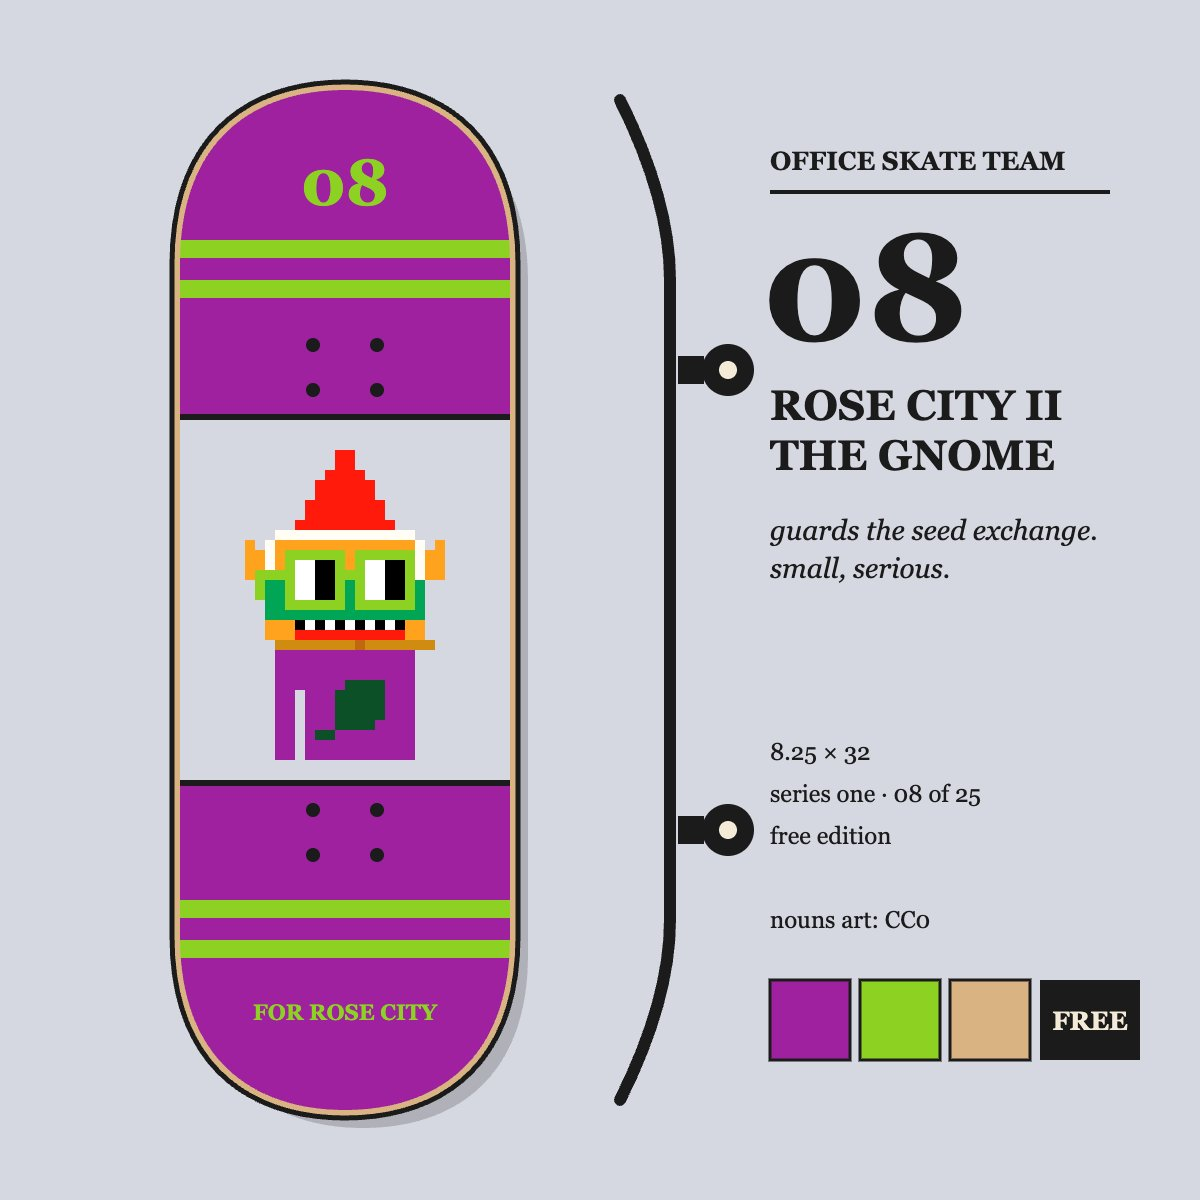 08
FOR ROSE CITY
OFFICE SKATE TEAM
08
ROSE CITY II
THE GNOME
guards the seed exchange.
small, serious.
8.25 × 32
series one · 08 of 25
free edition
nouns art: CC0
FREE